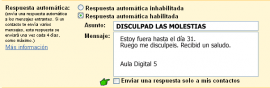 Respuesta automática:
(envía una respuesta automática a los mensajes entrantes. Si un contacto te envía varios mensajes, esta respuesta se enviará una vez cada 4 días, como máximo.)
Más información
Respuesta automática inhabilitada
Respuesta automática habilitada
Asunto: DISCULPAD LAS MOLESTIAS
Mensaje: Estoy fuera hasta el día 31.
Ruego me disculpeis. Recibid un saludo.
Aula Digital 5
Enviar una respuesta solo a mis contactos